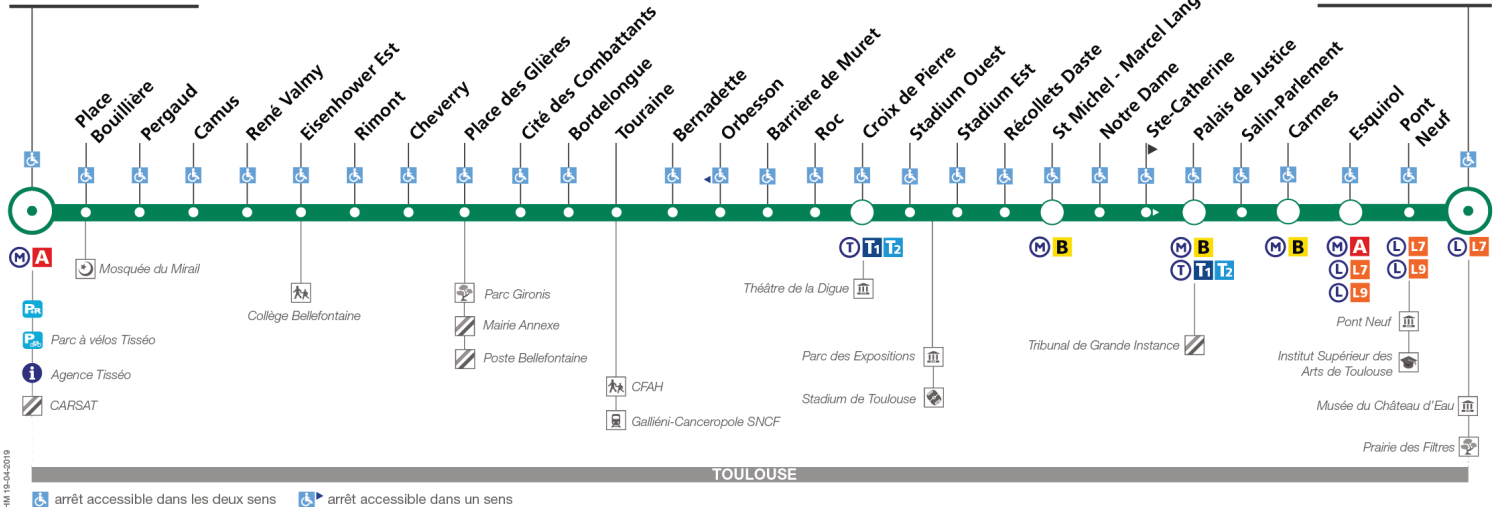 Place
Bouillière
Pergaud
Camus
René Valmy
Eisenhower Est
Rimont
Cheverry
Place des Glières
Cité des Combattants
Bordelongue
Touraine
Bernadette
Orbesson
Barrière de Muret
Roc
Croix de Pierre
Stadium Ouest
Stadium Est
Récollets Daste
St Michel - Marcel Lang
Notre Dame
Ste-Catherine
Palais de Justice
Salin-Parlement
Carmes
Esquirol
Pont
Neuf
M A
T T1 T2
M B
M B
T T1 T2
M B
M A
L L7
L L9
L L7
L L9
L L7
Mosquée du Mirail
P+R
Parc à vélos Tisséo
P
i
Agence Tisséo
CARSAT
Collège Bellefontaine
Parc Gironis
Mairie Annexe
Poste Bellefontaine
CFAH
Galliéni-Canceropole SNCF
Théâtre de la Digue
Parc des Expositions
Stadium de Toulouse
Tribunal de Grande Instance
Pont Neuf
Institut Supérieur des
Arts de Toulouse
Musée du Château d'Eau
Prairie des Filtres
TOULOUSE
HM 19-04-2019
arrêt accessible dans les deux sens
arrêt accessible dans un sens